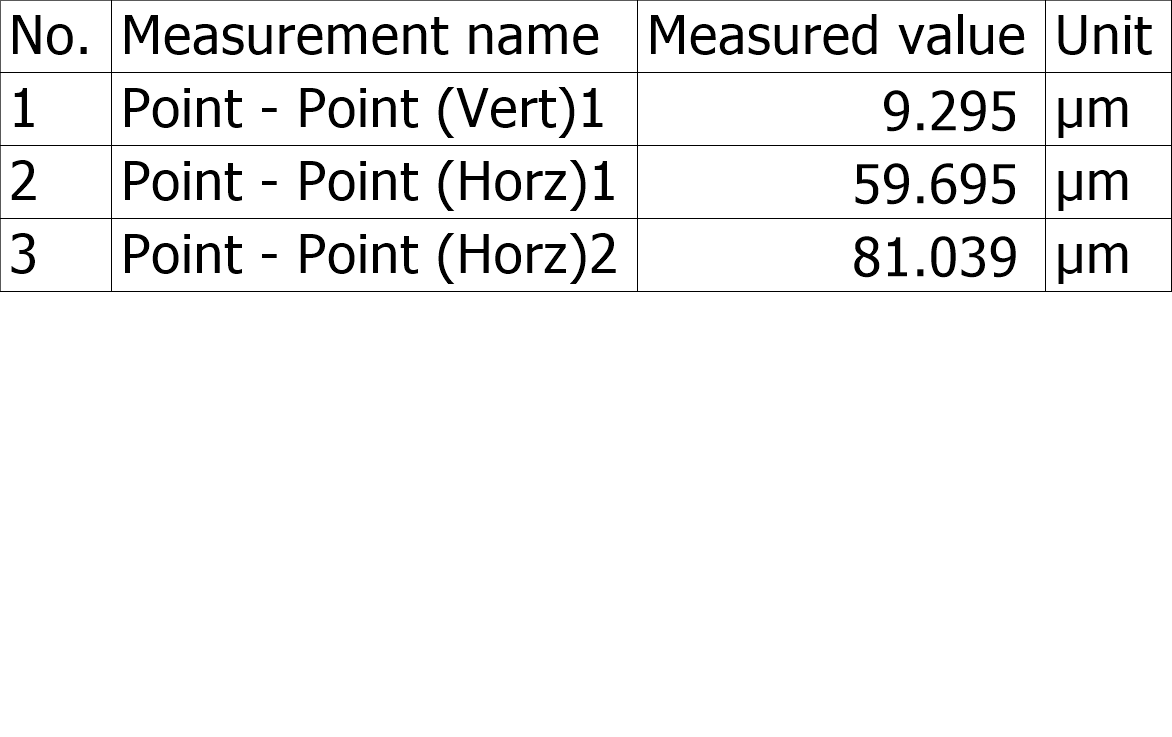 No. Measurement name Measured value Unit
1 Point - Point (Vert)1 9.295 µm
2 Point - Point (Horz)1 59.695 µm
3 Point - Point (Horz)2 81.039 µm